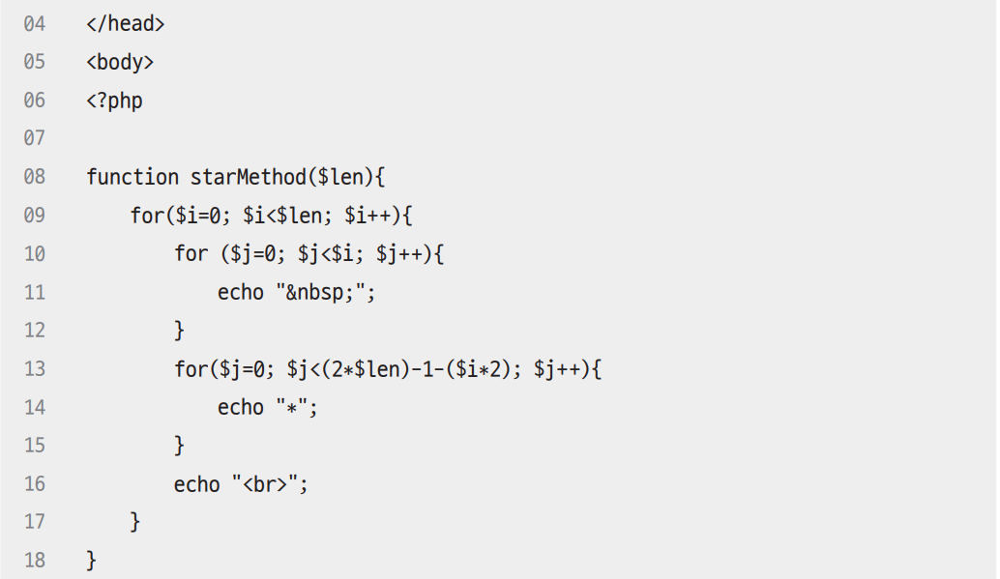 04 </head>
05 <body>
06 <?php
07
08 function starMethod($len){
09 for($i=0; $i<$len; $i++){
10 for ($j=0; $j<$i; $j++){
11 echo "&nbsp;";
12 }
13 for($j=0; $j<(2*$len)-1-($i*2); $j++){
14 echo "*";
15 }
16 echo "<br>";
17 }
18 }